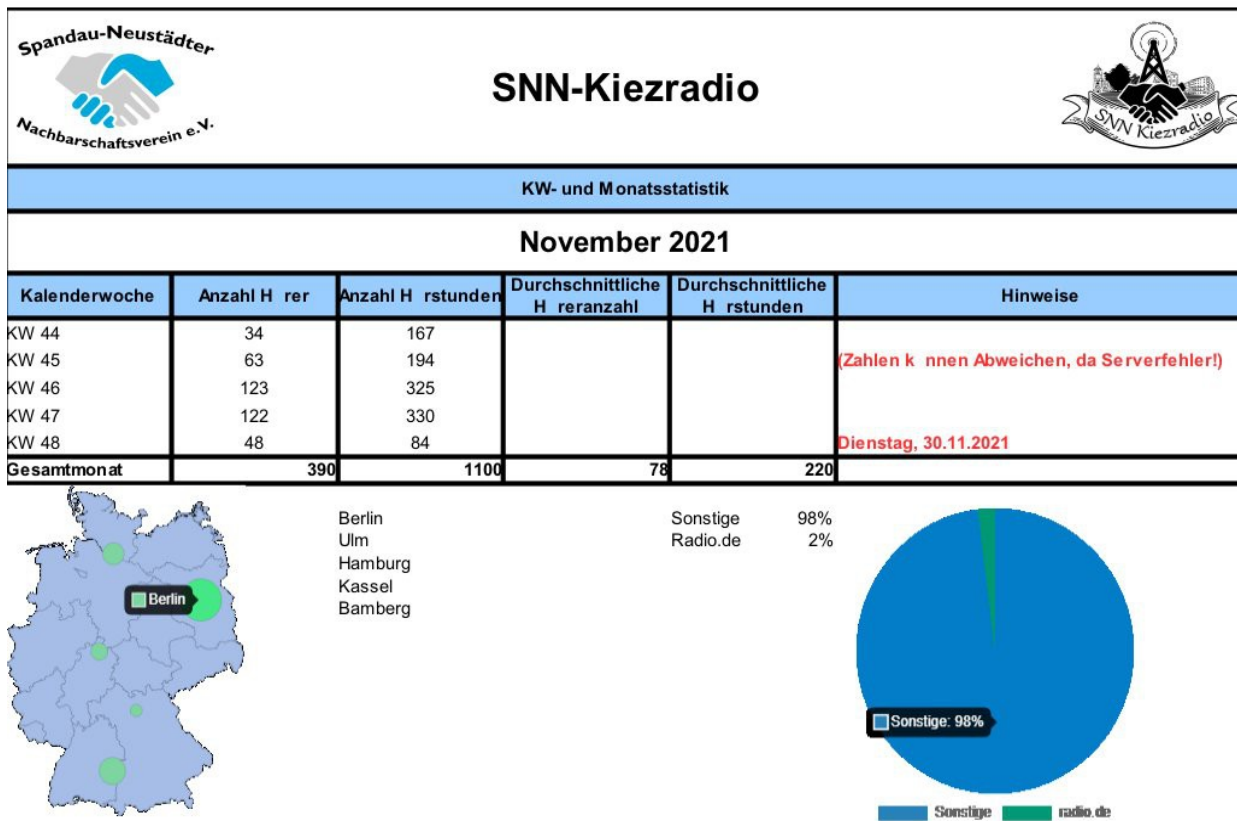 Spandau-Neustädter
Nachbarschaftsverein e.V.
SNN-Kiezradio
SNN Kiezradio
KW- und Monatsstatistik
November 2021
Kalenderwoche Anzahl H rer Anzahl H rstunden Durchschnittliche H reranzahl Durchschnittliche H rstunden Hinweise
KW 44 34 167
KW 45 63 194 (Zahlen k nnen Abweichen, da Serverfehler!)
KW 46 123 325
KW 47 122 330
KW 48 48 84 Dienstag, 30.11.2021
Gesamtmonat 390 1100 78 220
Berlin Sonstige 98%
Ulm Radio.de 2%
Hamburg
Kassel
Bamberg
Berlin
Sonstige: 98%
Sonstige radio.de